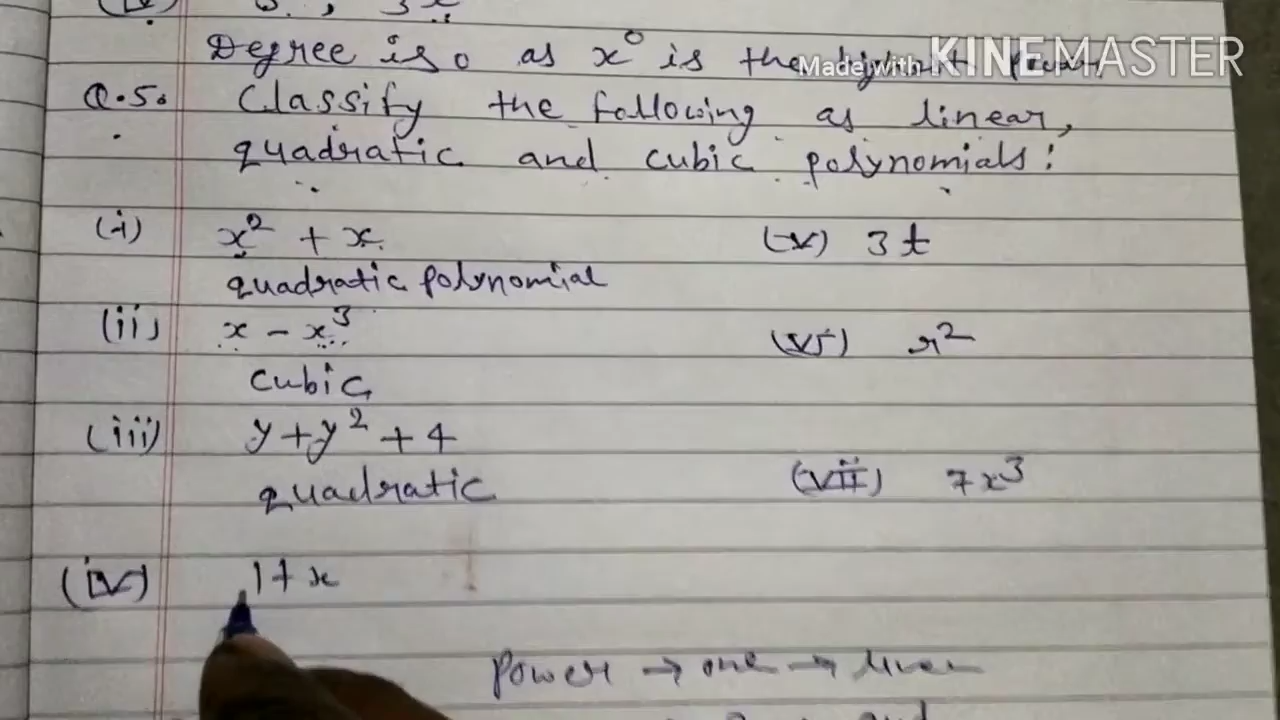 Degree is 0 as x⁰ is the
Made with KINEMASTER
Q.5. Classify the following as linear,
quadratic and cubic polynomials:
(i) x² + x
(v) 3t
quadratic polynomial
(ii) x - x³
(vi) r²
cubic
(iii) y + y² + 4
quadratic
(vii) 7x³
(iv) 1 + x
Power → one →